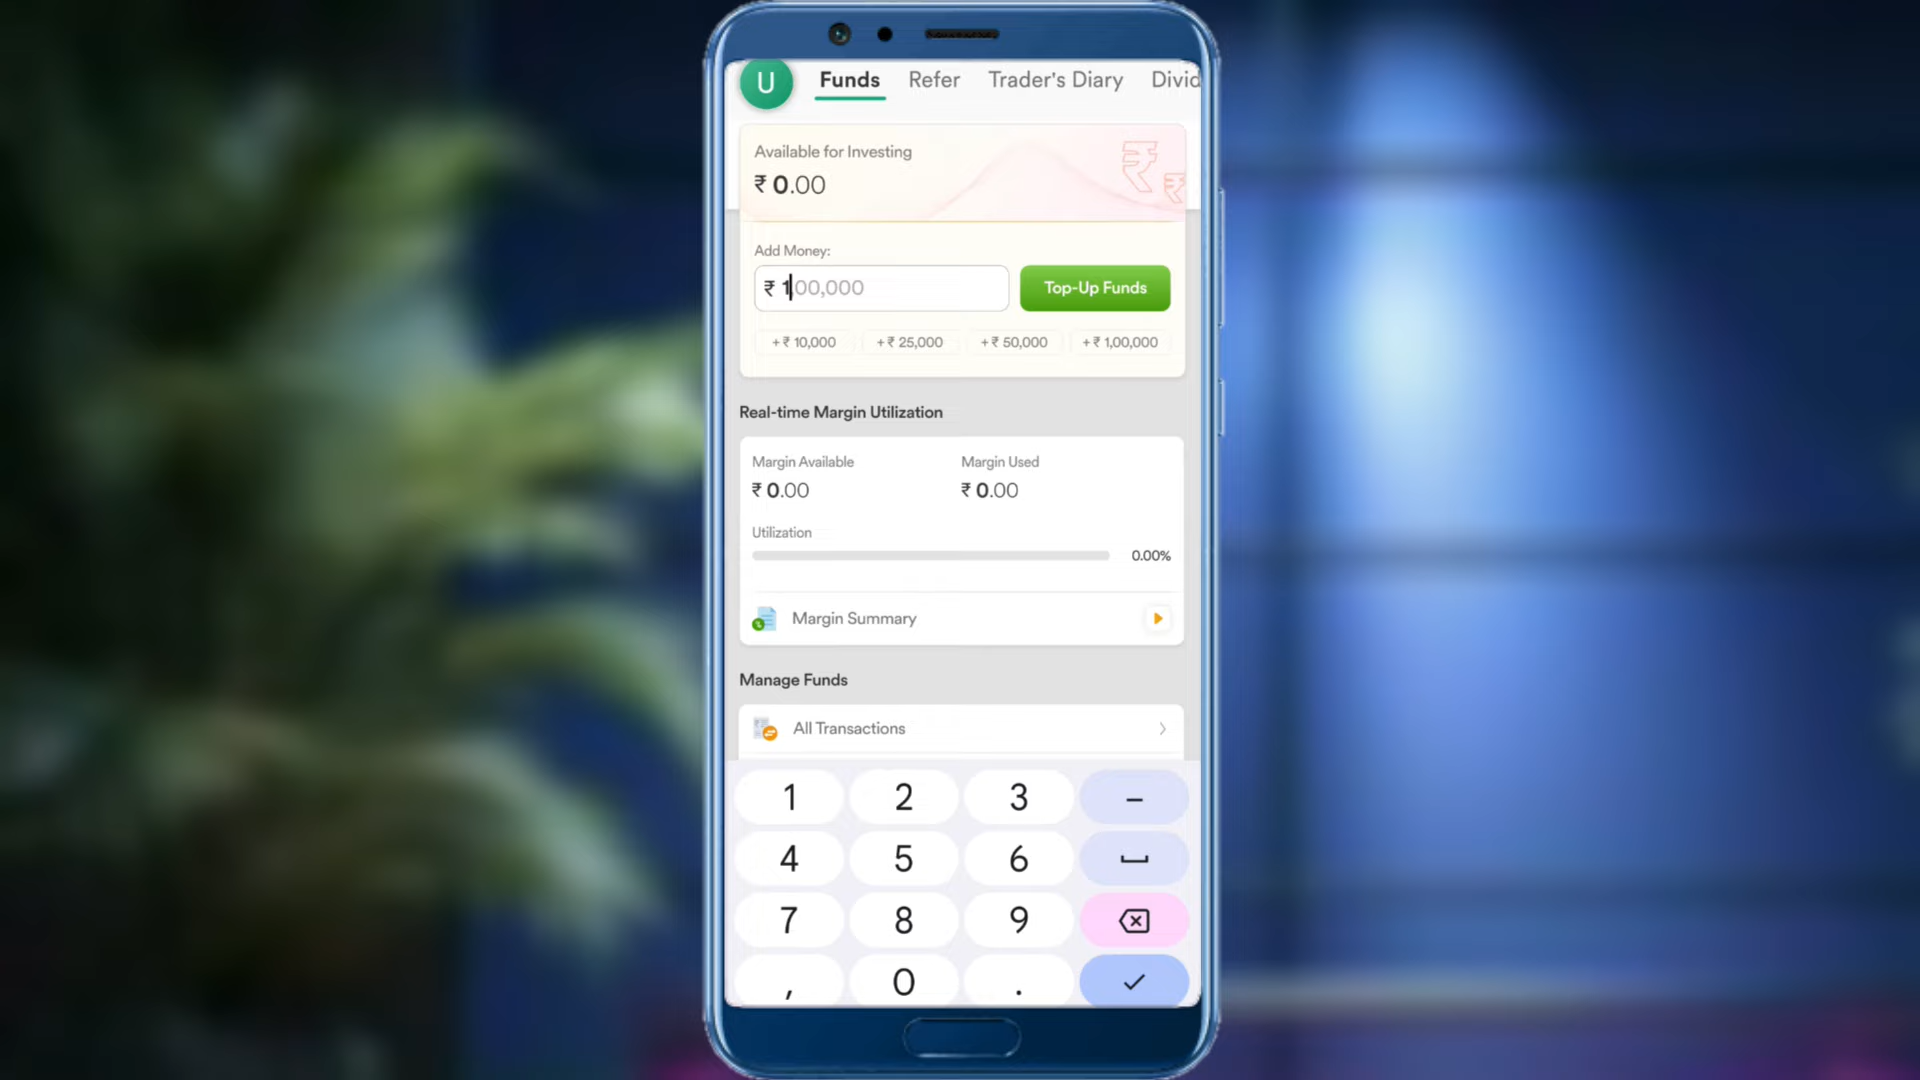 U Funds Refer Trader's Diary Divid
Available for Investing
₹ 0.00
Add Money:
₹ 100,000 Top-Up Funds
+₹ 10,000 +₹ 25,000 +₹ 50,000 +₹ 1,00,000
Real-time Margin Utilization
Margin Available Margin Used
₹ 0.00 ₹ 0.00
Utilization
0.00%
Margin Summary
Manage Funds
All Transactions
1 2 3 –
4 5 6
7 8 9
, 0 .